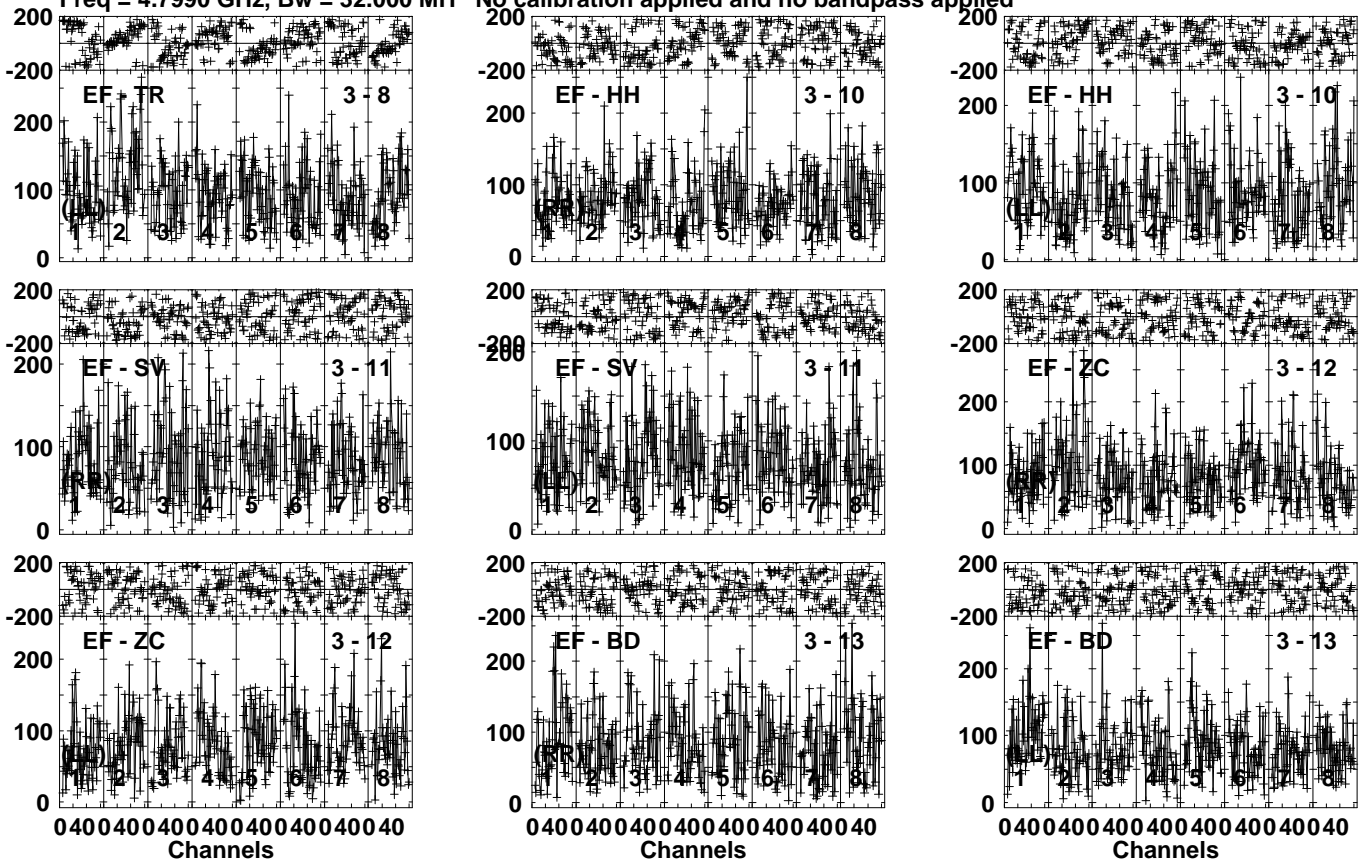 Freq = 4.7990 GHz, Bw = 32.000 MH No calibration applied and no bandpass applied
200 200 200
-200 -200 -200
EF - TR 3 - 8 EF - HH 3 - 10 EF - HH 3 - 10
200 200 200
100 100 100
(LL) (RR) (LL)
1 2 3 4 5 6 7 8 1 2 3 4 5 6 7 8 1 2 3 4 5 6 7 8
0 0 0
200 200 200
-200 -200 -200
EF - SV 3 - 11 EF - SV 3 - 11 EF - ZC 3 - 12
200 200 200
100 100 100
(RR) (LL) (RR)
1 2 3 4 5 6 7 8 1 2 3 4 5 6 7 8 1 2 3 4 5 6 7 8
0 0 0
200 200 200
-200 -200 -200
EF - ZC 3 - 12 EF - BD 3 - 13 EF - BD 3 - 13
200 200 200
100 100 100
(LL) (RR) (LL)
1 2 3 4 5 6 7 8 1 2 3 4 5 6 7 8 1 2 3 4 5 6 7 8
0 0 0
0 40 0 40 0 40 0 40 0 40 0 40 0 40 0 40 0 40 0 40 0 40 0 40 0 40 0 40 0 40 0 40 0 40 0 40 0 40 0 40 0 40 0 40 0 40 0 40
Channels Channels Channels